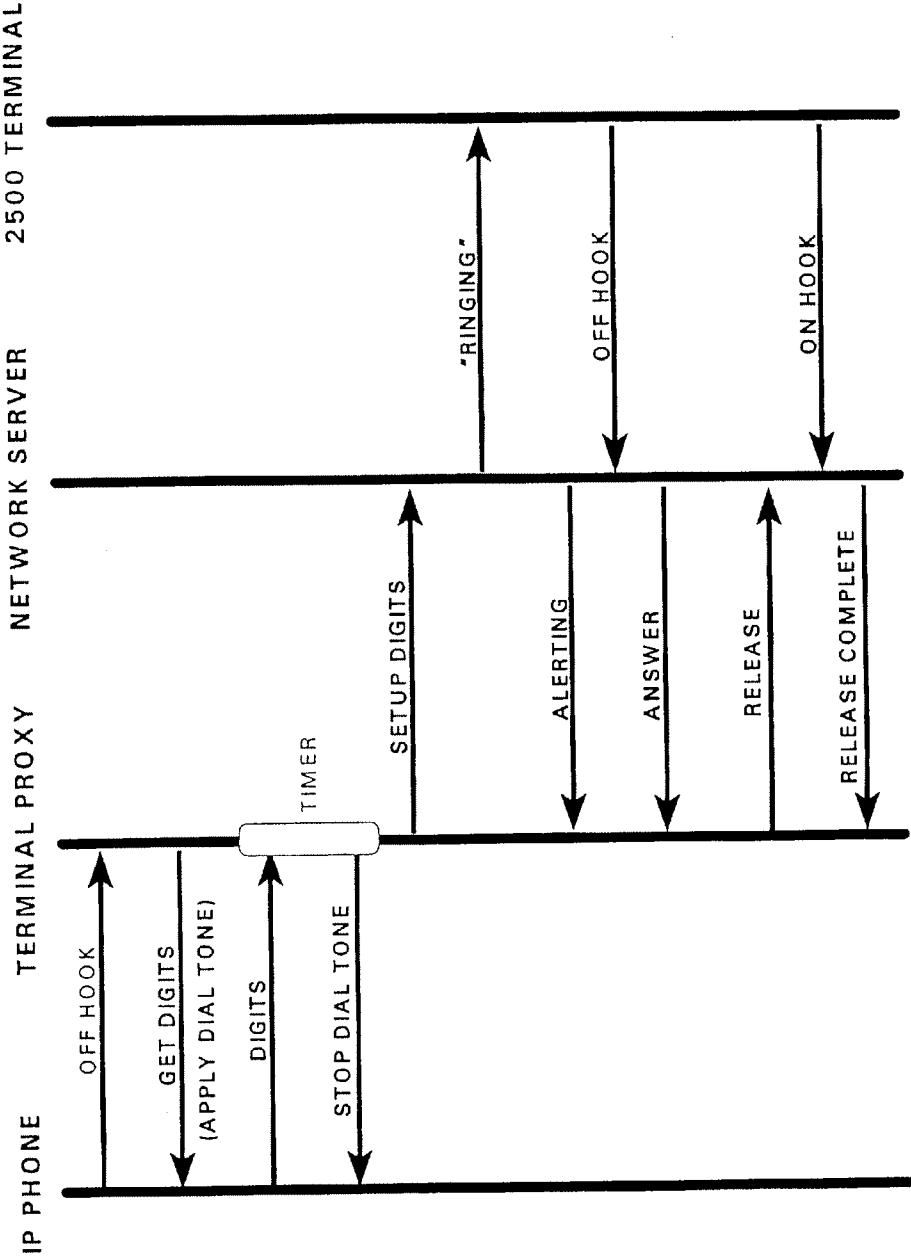 IP PHONE
TERMINAL PROXY
NETWORK SERVER
2500 TERMINAL
OFF HOOK
GET DIGITS
(APPLY DIAL TONE)
DIGITS
TIMER
STOP DIAL TONE
SETUP DIGITS
"RINGING"
ALERTING
OFF HOOK
ANSWER
RELEASE
ON HOOK
RELEASE COMPLETE